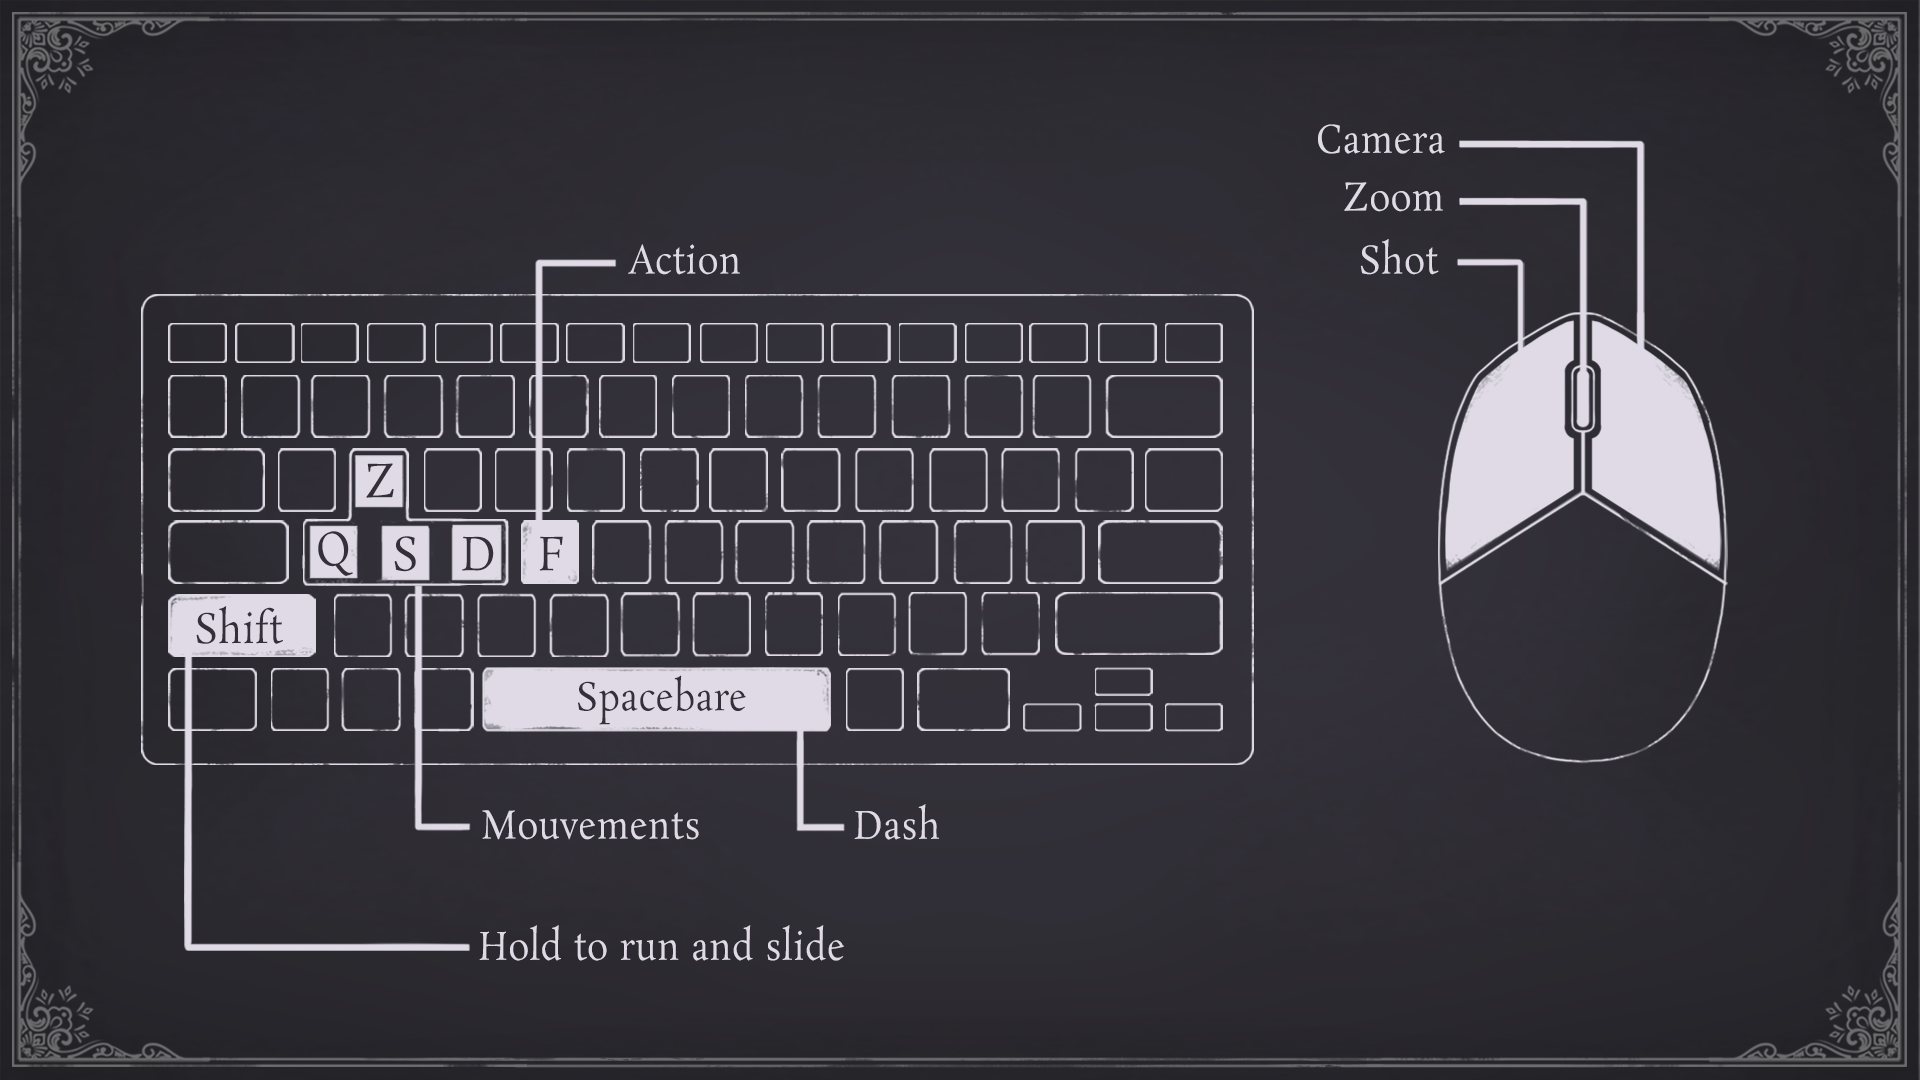 Camera
Zoom
Shot
Action
Z
Q S D F
Shift
Spacebare
Mouvements
Dash
Hold to run and slide